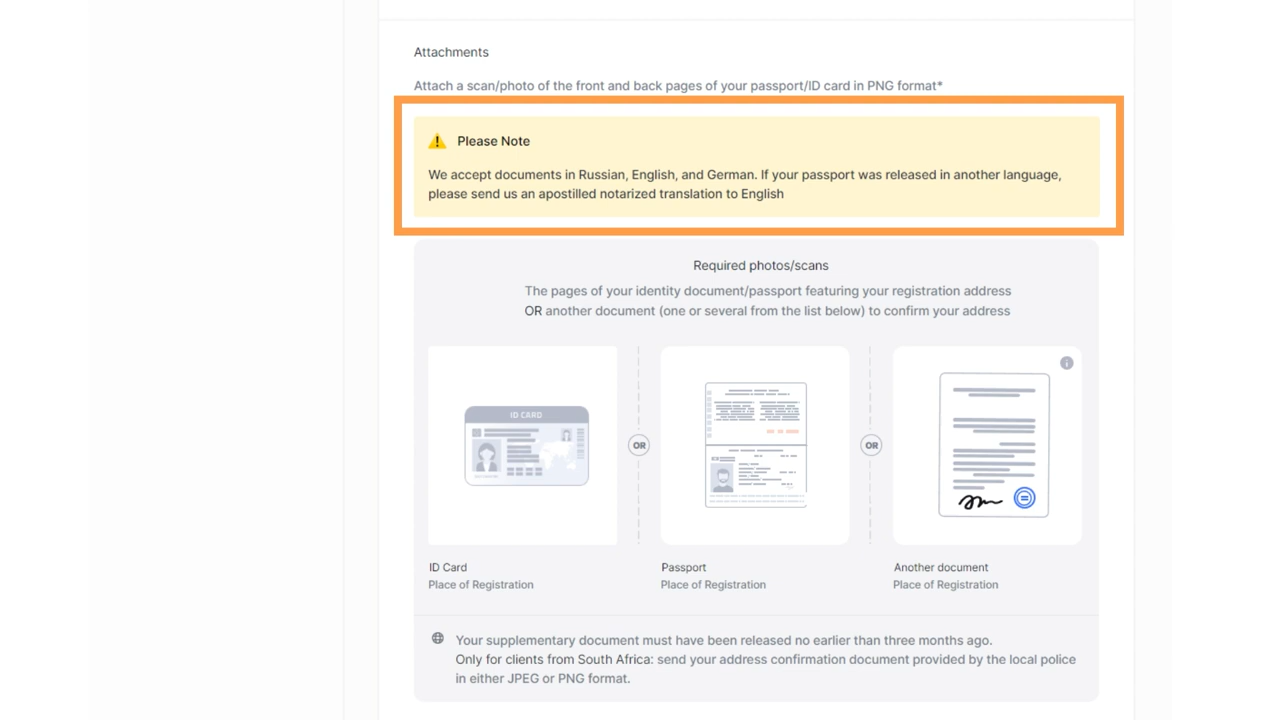 Attachments
Attach a scan/photo of the front and back pages of your passport/ID card in PNG format*
Please Note
We accept documents in Russian, English, and German. If your passport was released in another language,
please send us an apostilled notarized translation to English
Required photos/scans
The pages of your identity document/passport featuring your registration address
OR another document (one or several from the list below) to confirm your address
ID CARD
OR
OR
ID Card
Place of Registration
Passport
Place of Registration
Another document
Place of Registration
Your supplementary document must have been released no earlier than three months ago.
Only for clients from South Africa: send your address confirmation document provided by the local police
in either JPEG or PNG format.